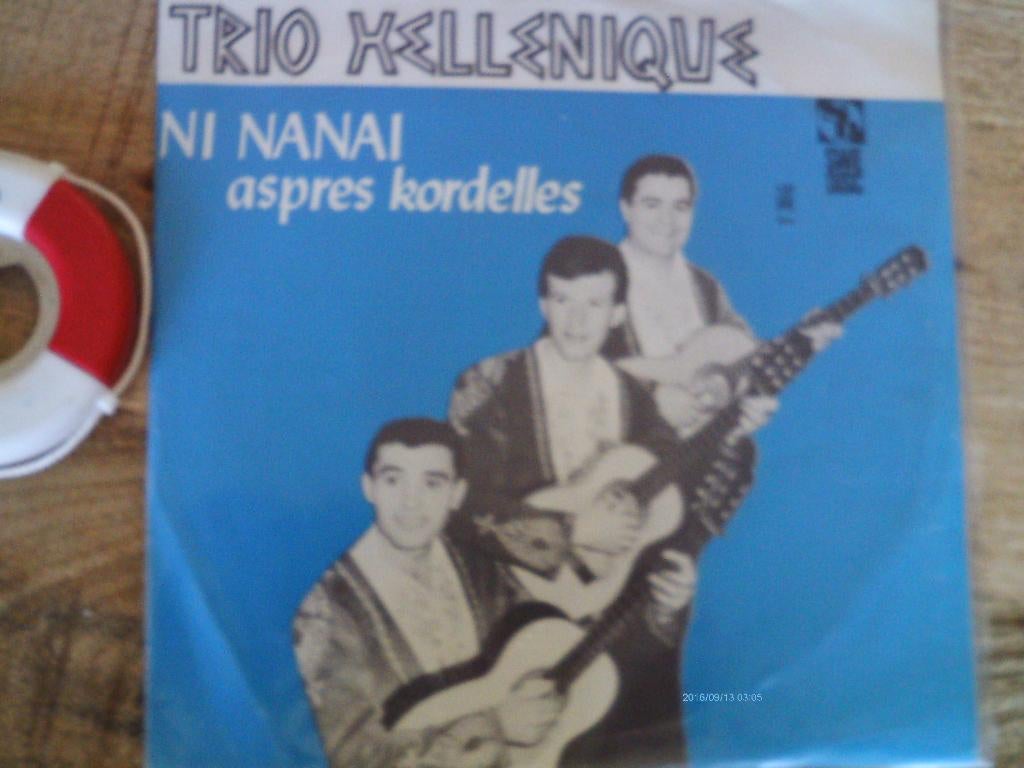 TRIO HELLENIQUE
NI NANAI
aspres kordelles
2016/09/13 03:05